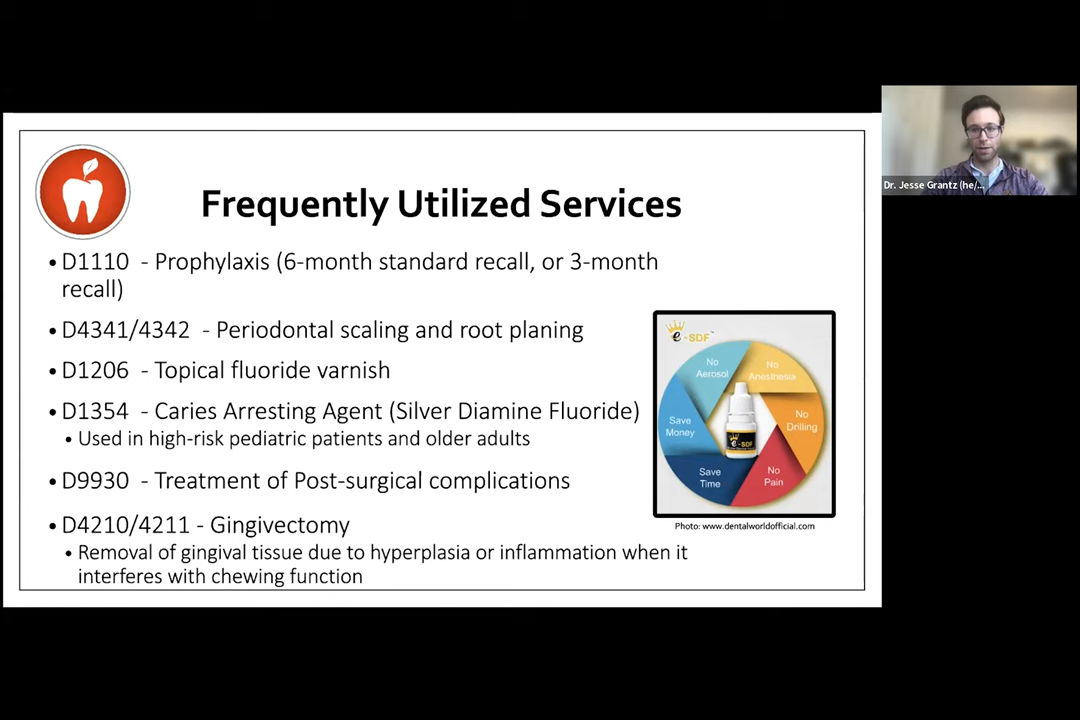 Frequently Utilized Services
• D1110 - Prophylaxis (6-month standard recall, or 3-month
recall)
• D4341/4342 - Periodontal scaling and root planing
• D1206 - Topical fluoride varnish
• D1354 - Caries Arresting Agent (Silver Diamine Fluoride)
• Used in high-risk pediatric patients and older adults
• D9930 - Treatment of Post-surgical complications
• D4210/4211 - Gingivectomy
• Removal of gingival tissue due to hyperplasia or inflammation when it
interferes with chewing function
e-SDF™
No
Aerosol
No
Anesthesia
No
Drilling
No
Pain
Save
Time
Save
Money
e-SDF
Photo: www.dentalworldofficial.com
Dr. Jesse Grantz (he/...